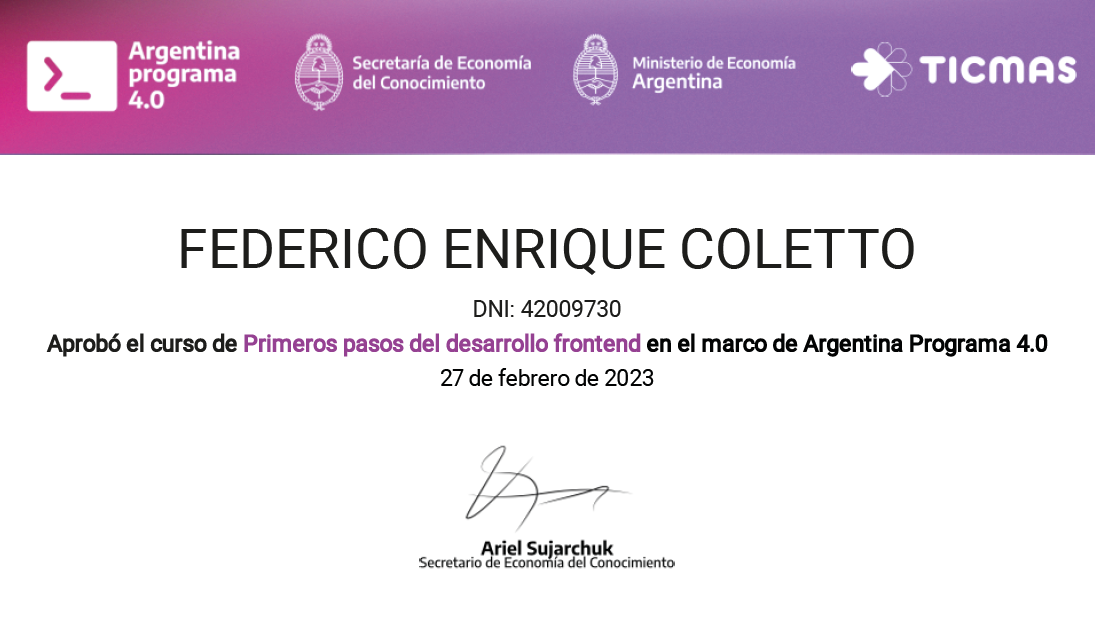 Argentina
programa
4.0
Secretaría de Economía
del Conocimiento
Ministerio de Economía
Argentina
TICMAS
FEDERICO ENRIQUE COLETTO
DNI: 42009730
Aprobó el curso de Primeros pasos del desarrollo frontend en el marco de Argentina Programa 4.0
27 de febrero de 2023
Ariel Sujarchuk
Secretario de Economía del Conocimiento